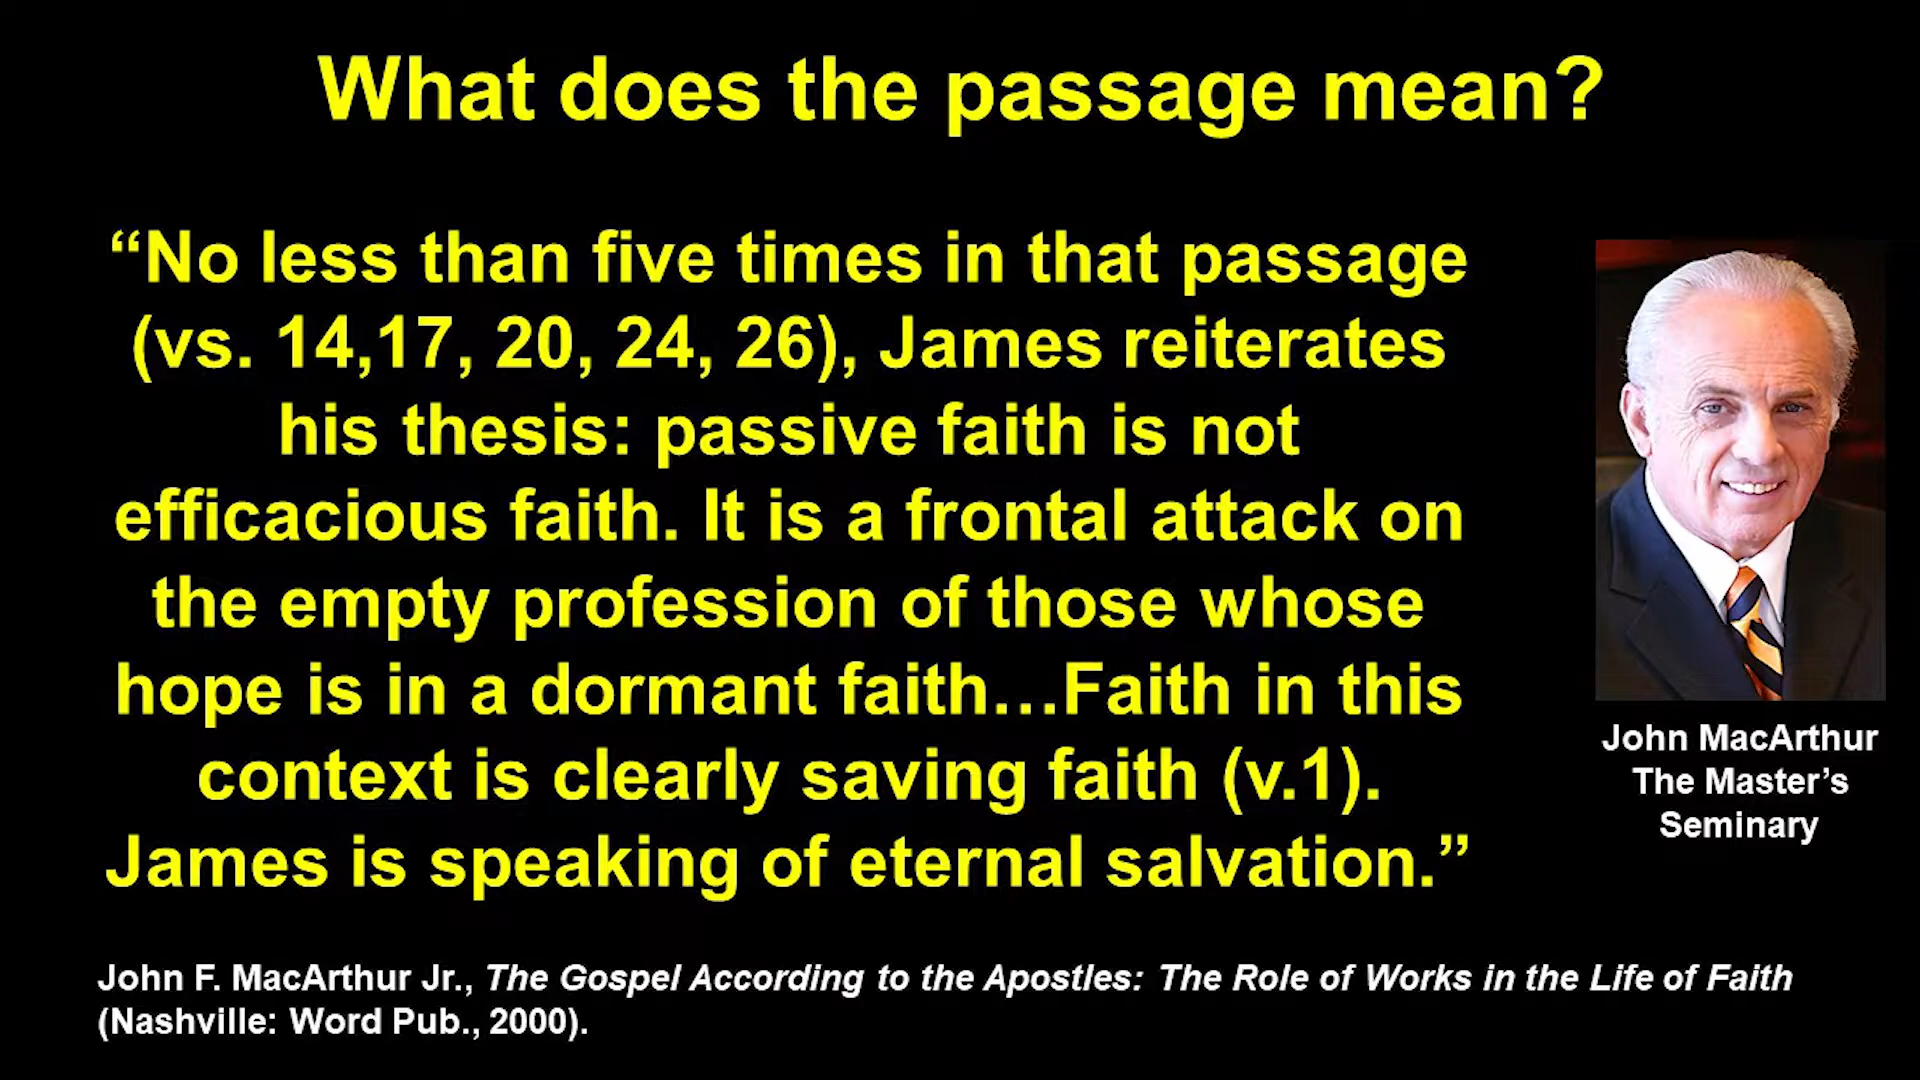 What does the passage mean?
“No less than five times in that passage
(vs. 14,17, 20, 24, 26), James reiterates
his thesis: passive faith is not
efficacious faith. It is a frontal attack on
the empty profession of those whose
hope is in a dormant faith…Faith in this
context is clearly saving faith (v.1).
James is speaking of eternal salvation.”
John MacArthur
The Master’s
Seminary
John F. MacArthur Jr., The Gospel According to the Apostles: The Role of Works in the Life of Faith
(Nashville: Word Pub., 2000).